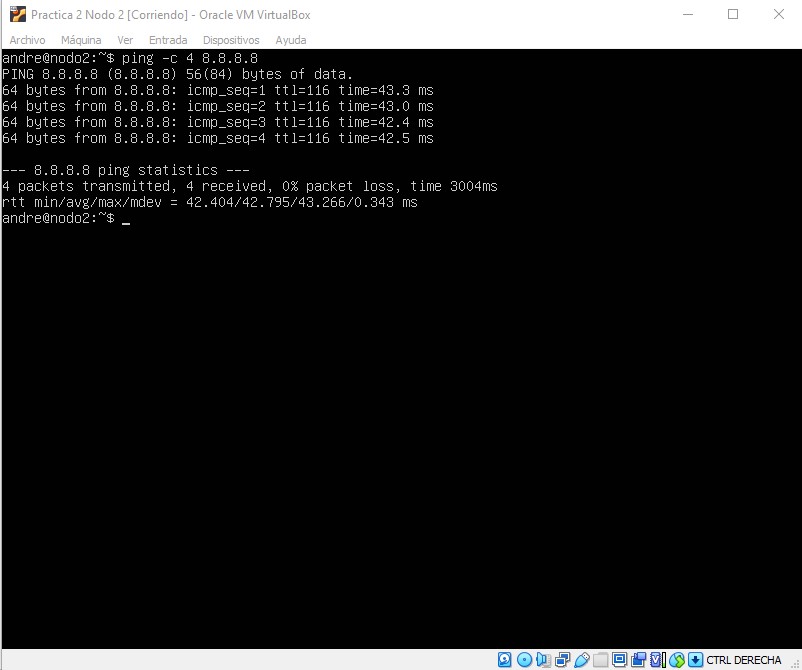 Practica 2 Nodo 2 [Corriendo] - Oracle VM VirtualBox
Archivo Máquina Ver Entrada Dispositivos Ayuda
andre@nodo2:~$ ping -c 4 8.8.8.8
PING 8.8.8.8 (8.8.8.8) 56(84) bytes of data.
64 bytes from 8.8.8.8: icmp_seq=1 ttl=116 time=43.3 ms
64 bytes from 8.8.8.8: icmp_seq=2 ttl=116 time=43.0 ms
64 bytes from 8.8.8.8: icmp_seq=3 ttl=116 time=42.4 ms
64 bytes from 8.8.8.8: icmp_seq=4 ttl=116 time=42.5 ms
--- 8.8.8.8 ping statistics ---
4 packets transmitted, 4 received, 0% packet loss, time 3004ms
rtt min/avg/max/mdev = 42.404/42.795/43.266/0.343 ms
andre@nodo2:~$ _
CTRL DERECHA